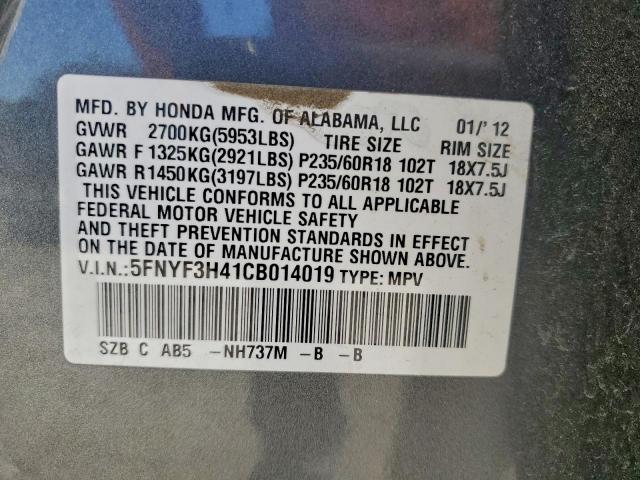 MFD. BY HONDA MFG. OF ALABAMA, LLC 01/'12
GVWR 2700KG(5953LBS) TIRE SIZE RIM SIZE
GAWR F1325KG(2921LBS) P235/60R18 102T 18X7.5J
GAWR R1450KG(3197LBS) P235/60R18 102T 18X7.5J
THIS VEHICLE CONFORMS TO ALL APPLICABLE
FEDERAL MOTOR VEHICLE SAFETY
AND THEFT PREVENTION STANDARDS IN EFFECT
ON THE DATE OF MANUFACTURE SHOWN ABOVE.
V.I.N.:5FNYF3H41CB014019 TYPE: MPV
SZB C AB5 -NH737M -B -B